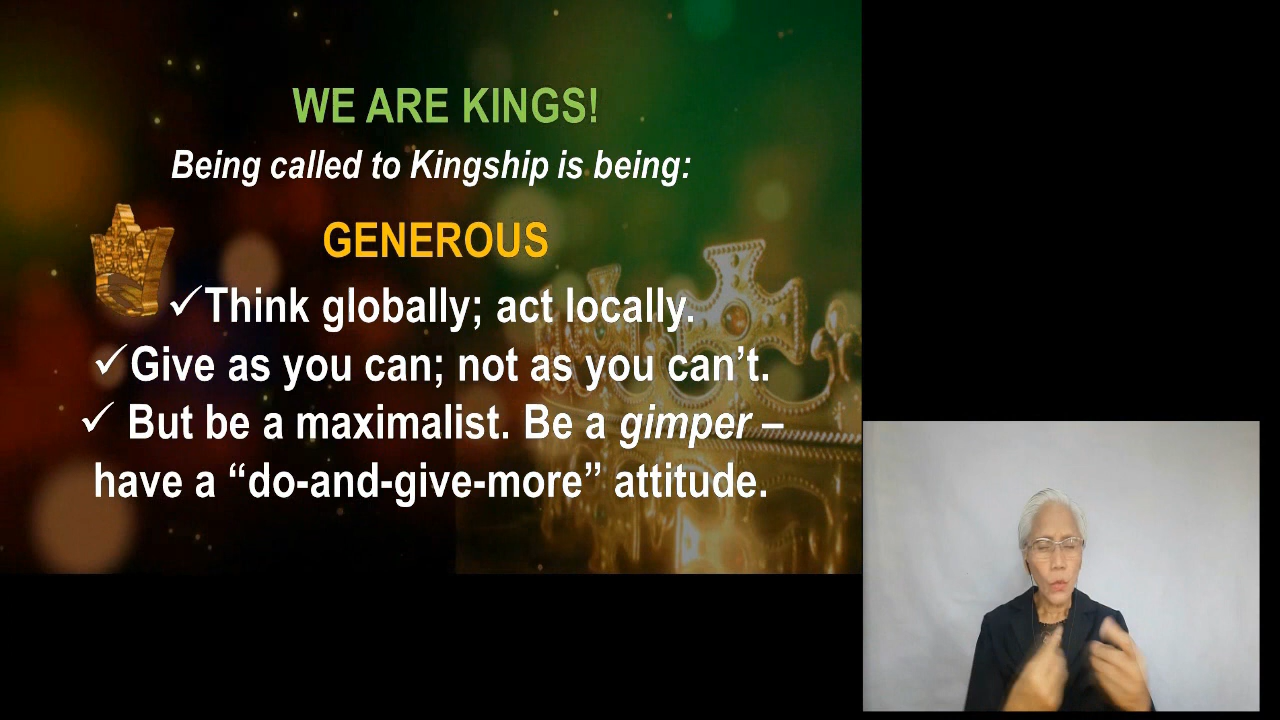 WE ARE KINGS!
Being called to Kingship is being:
GENEROUS
✓Think globally; act locally.
✓Give as you can; not as you can’t.
✓ But be a maximalist. Be a gimper –
have a “do-and-give-more” attitude.